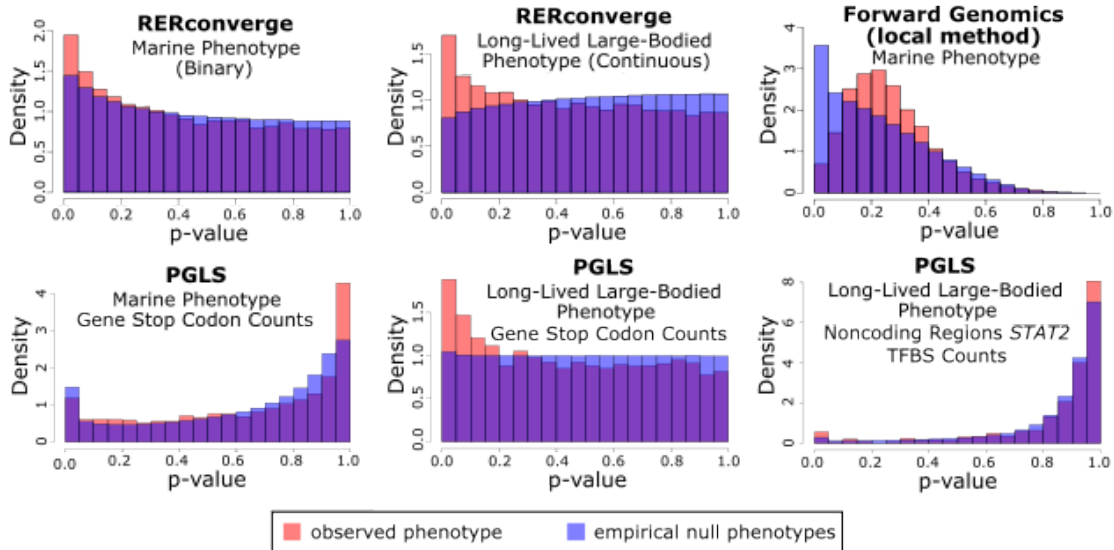 RERconverge
Marine Phenotype
(Binary)
Density
0.0 0.5 1.0 1.5 2.0
0.0 0.2 0.4 0.6 0.8 1.0
p-value
RERconverge
Long-Lived Large-Bodied
Phenotype (Continuous)
Density
0.0 0.5 1.0 1.5
0.0 0.2 0.4 0.6 0.8 1.0
p-value
Forward Genomics
(local method)
Marine Phenotype
Density
0 1 2 3 4
0.0 0.2 0.4 0.6 0.8 1.0
p-value
PGLS
Marine Phenotype
Gene Stop Codon Counts
Density
0 1 2 3 4
0.0 0.2 0.4 0.6 0.8 1.0
p-value
PGLS
Long-Lived Large-Bodied
Phenotype
Gene Stop Codon Counts
Density
0.0 0.5 1.0 1.5
0.0 0.2 0.4 0.6 0.8 1.0
p-value
PGLS
Long-Lived Large-Bodied
Phenotype
Noncoding Regions STAT2
TFBS Counts
Density
0 2 4 6 8
0.0 0.2 0.4 0.6 0.8 1.0
p-value
observed phenotype
empirical null phenotypes